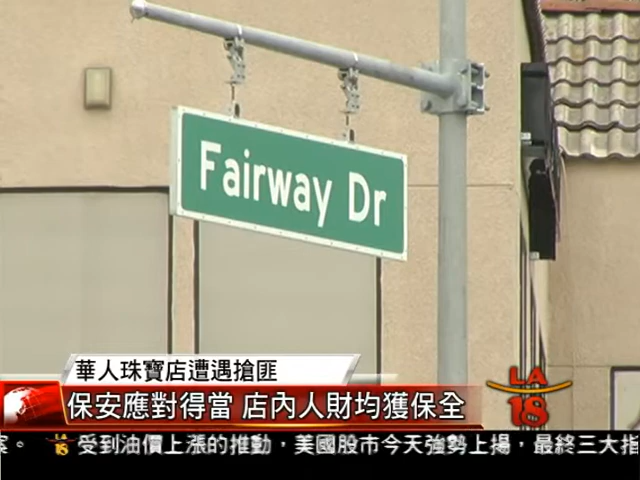 Fairway Dr
華人珠寶店遭遇搶匪
保安應對得當 店內人財均獲保全
LA
18
案。 LA 18 受到油價上漲的推動，美國股市今天強勢上揚，最終三大指